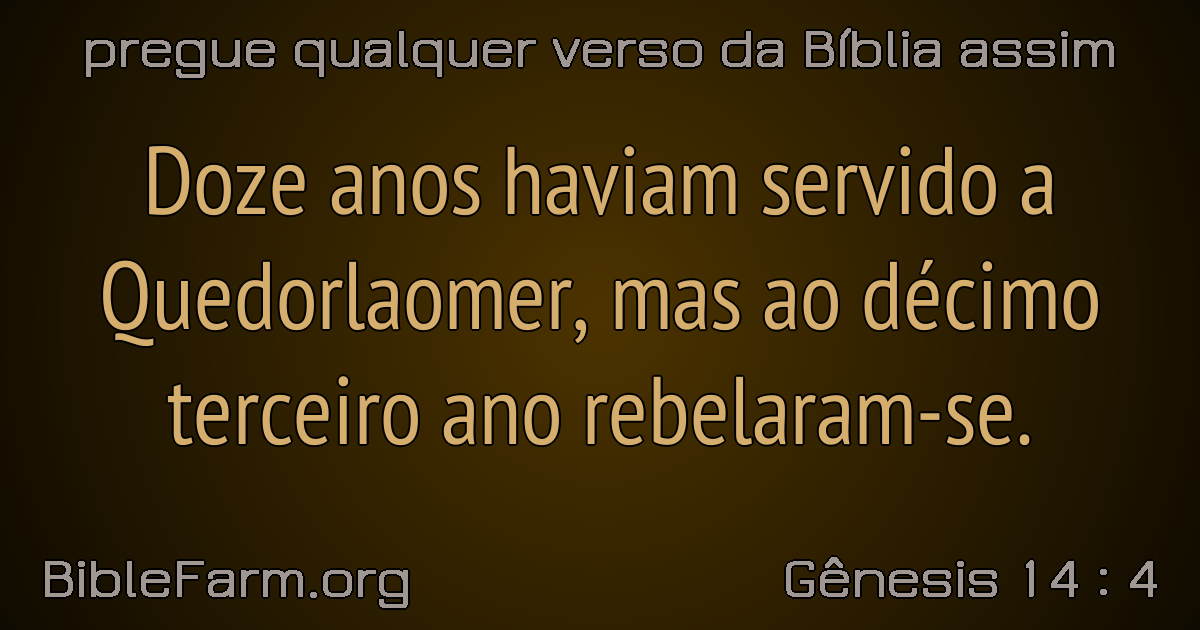 pregue qualquer verso da Bíblia assim
Doze anos haviam servido a
Quedorlaomer, mas ao décimo
terceiro ano rebelaram-se.
BibleFarm.org
Gênesis 14 : 4